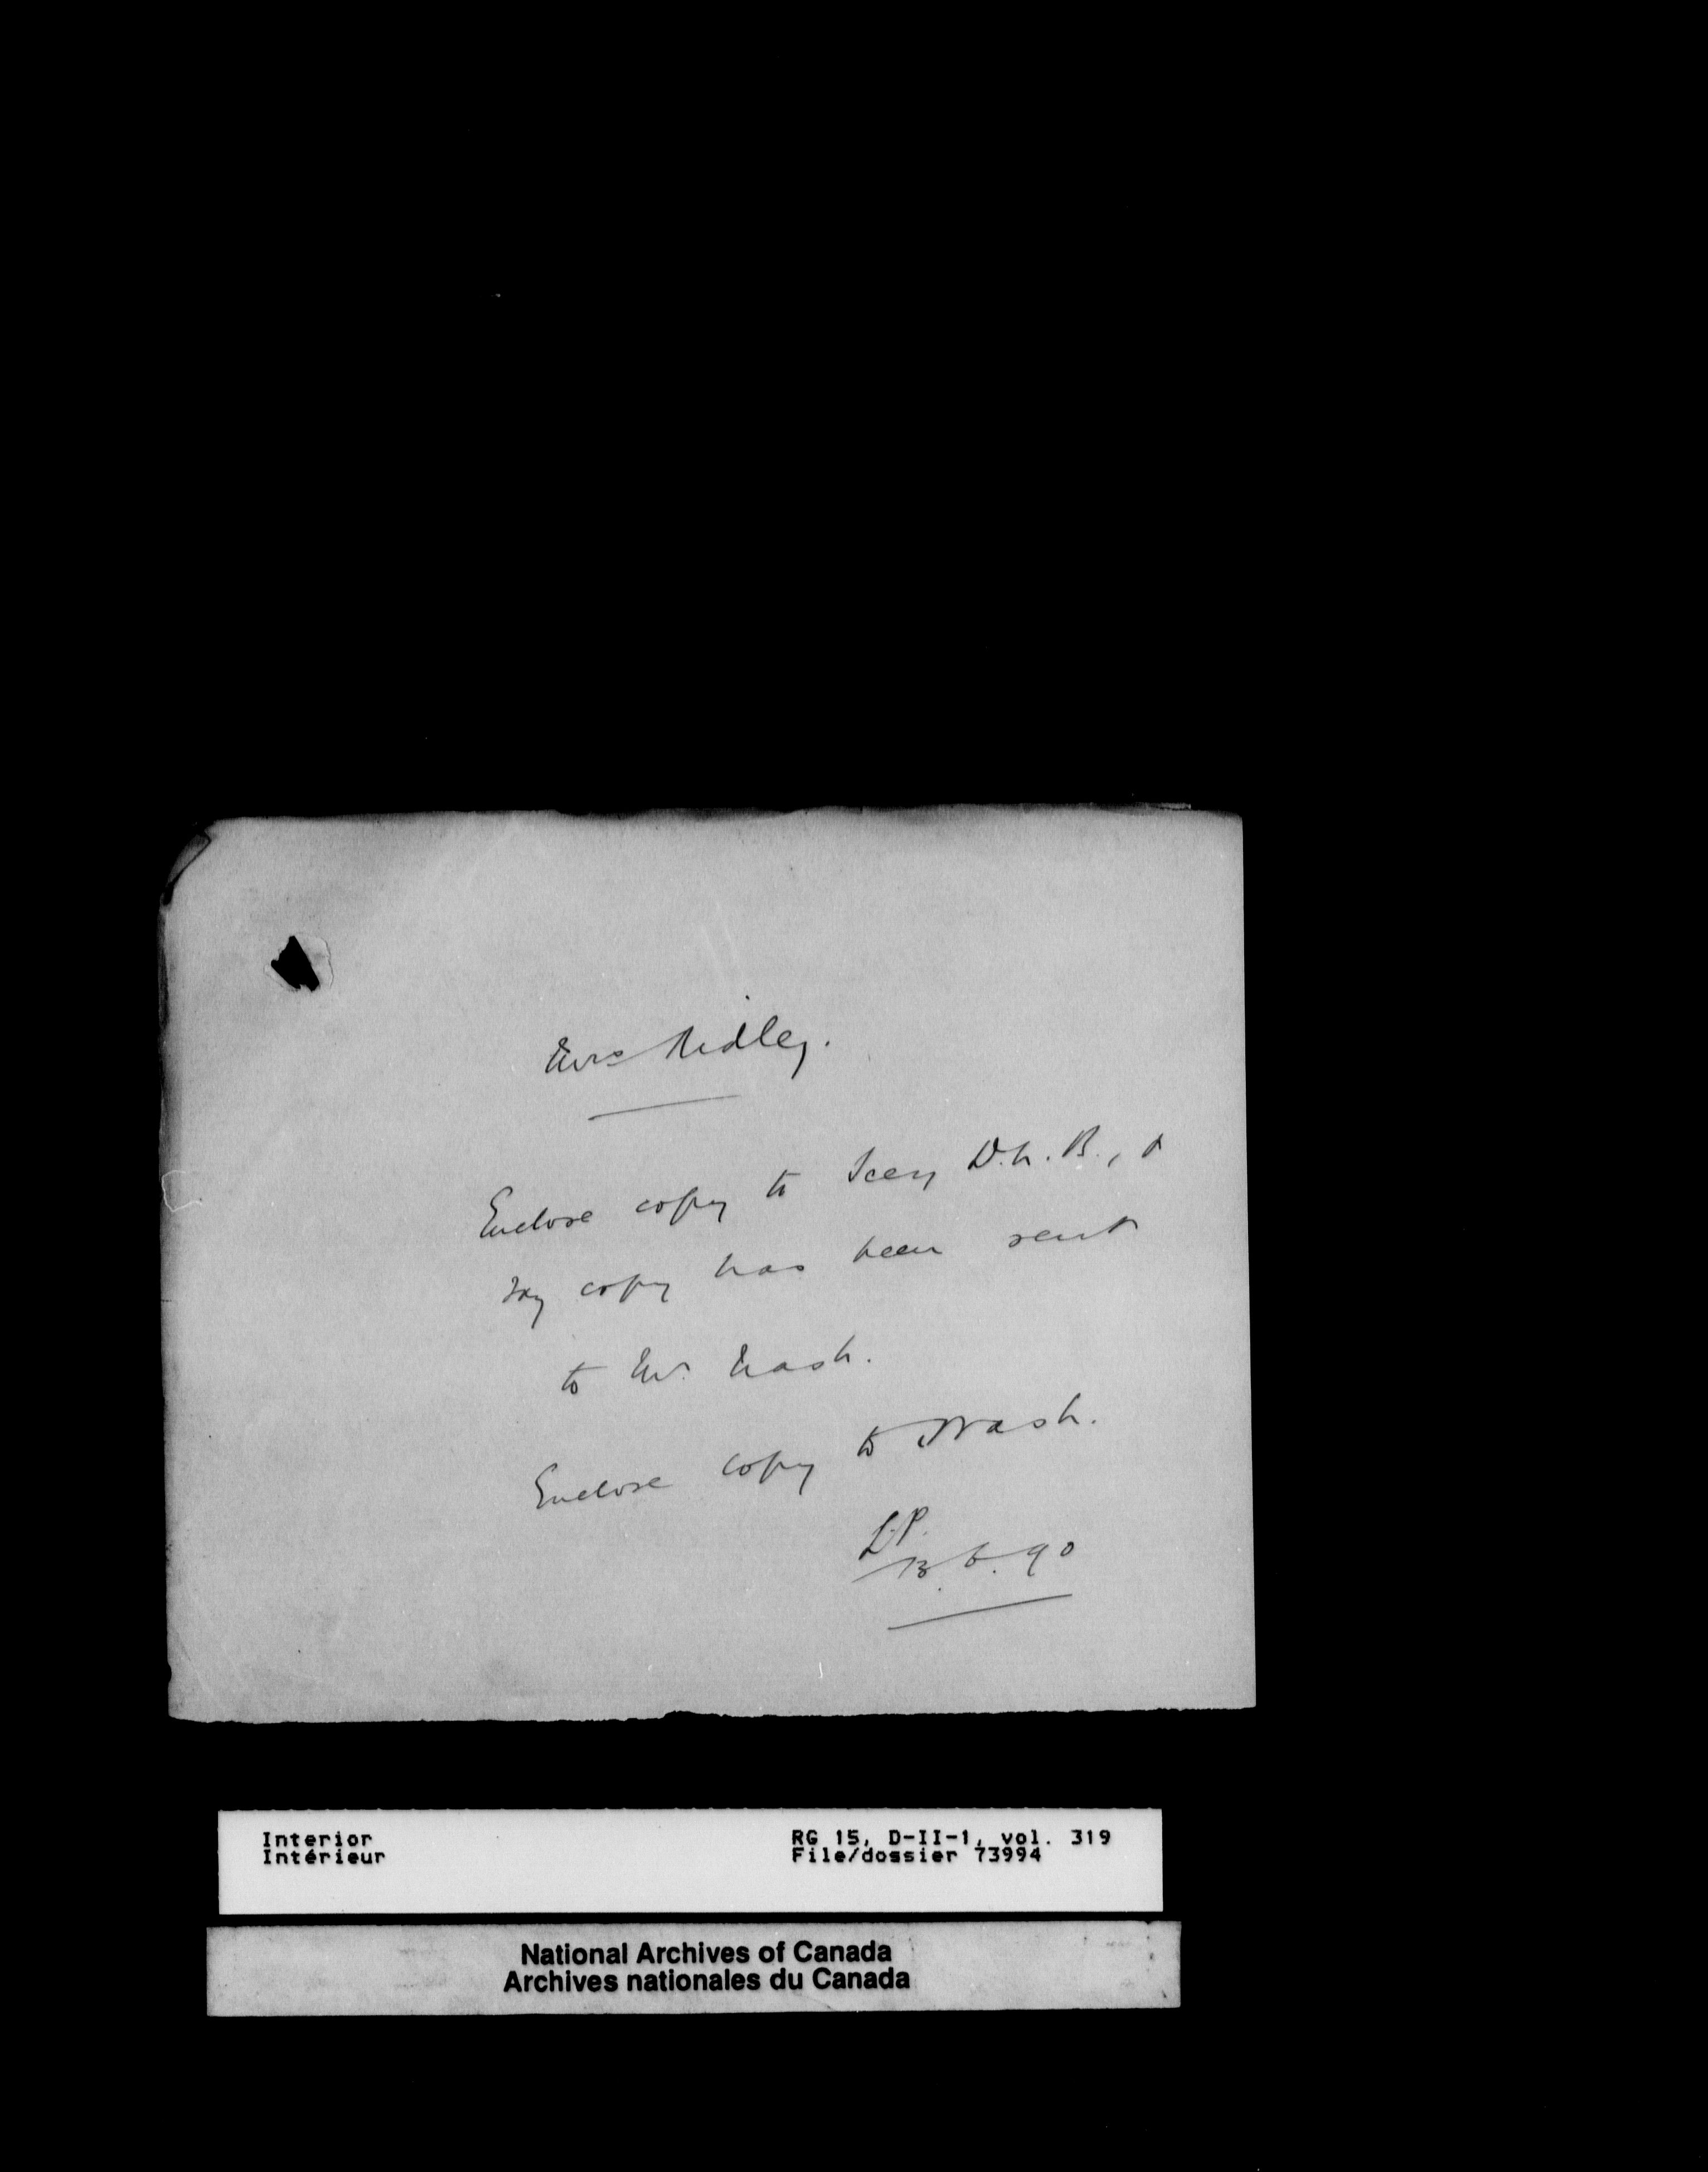 Mrs Ridley.
Enclose copy to Secy D.L.B., &
say copy has been sent
to Mr. Nash.
Enclose copy to Nash.
L.P.
13.6.90
Interior
Intérieur
RG 15, D-II-1, vol. 319
File/dossier 73994
National Archives of Canada
Archives nationales du Canada